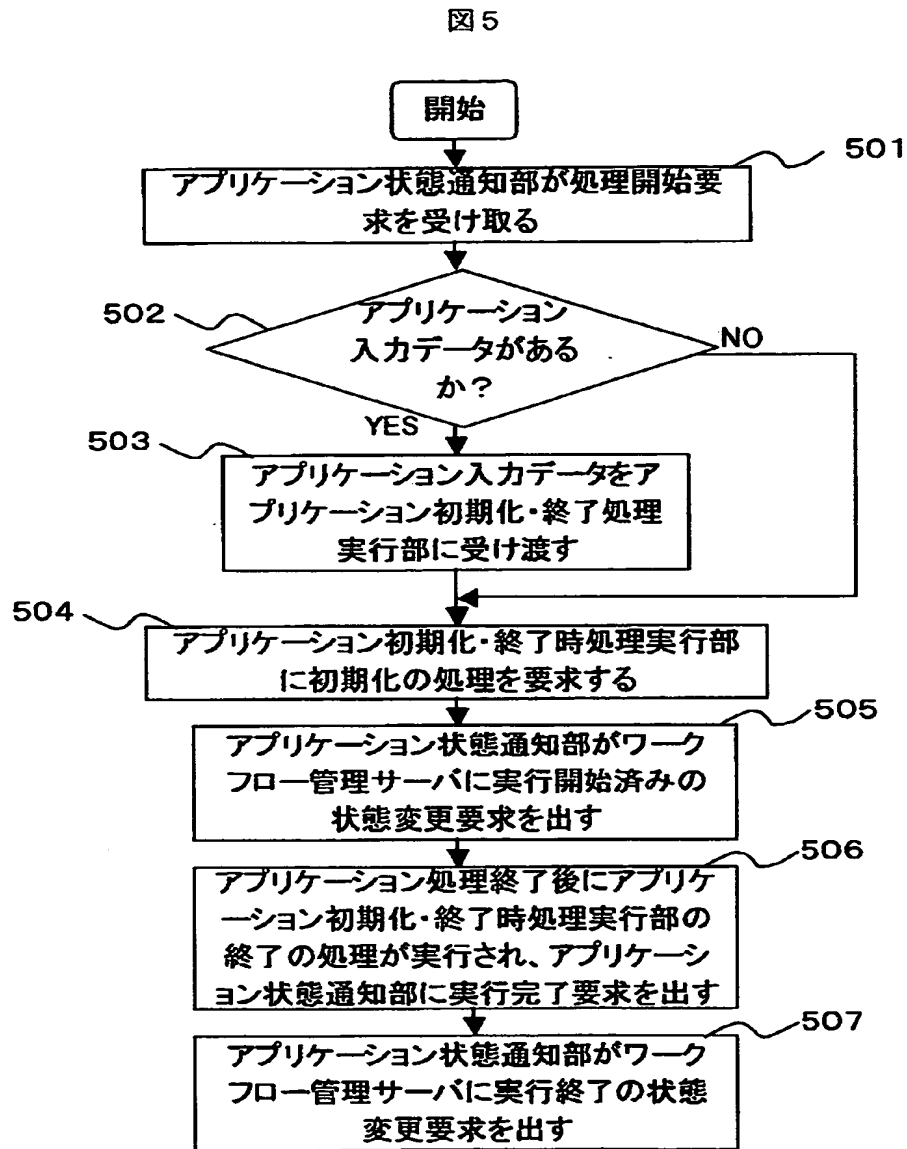 図5
開始
501
アプリケーション状態通知部が処理開始要
求を受け取る
502
アプリケーション
入力データがある
か？
NO
YES
503
アプリケーション入力データをア
プリケーション初期化・終了処理
実行部に受け渡す
504
アプリケーション初期化・終了時処理実行部
に初期化の処理を要求する
505
アプリケーション状態通知部がワーク
フロー管理サーバに実行開始済みの
状態変更要求を出す
506
アプリケーション処理終了後にアプリケ
ーション初期化・終了時処理実行部の
終了の処理が実行され、アプリケーシ
ョン状態通知部に実行完了要求を出す
507
アプリケーション状態通知部がワーク
フロー管理サーバに実行終了の状態
変更要求を出す